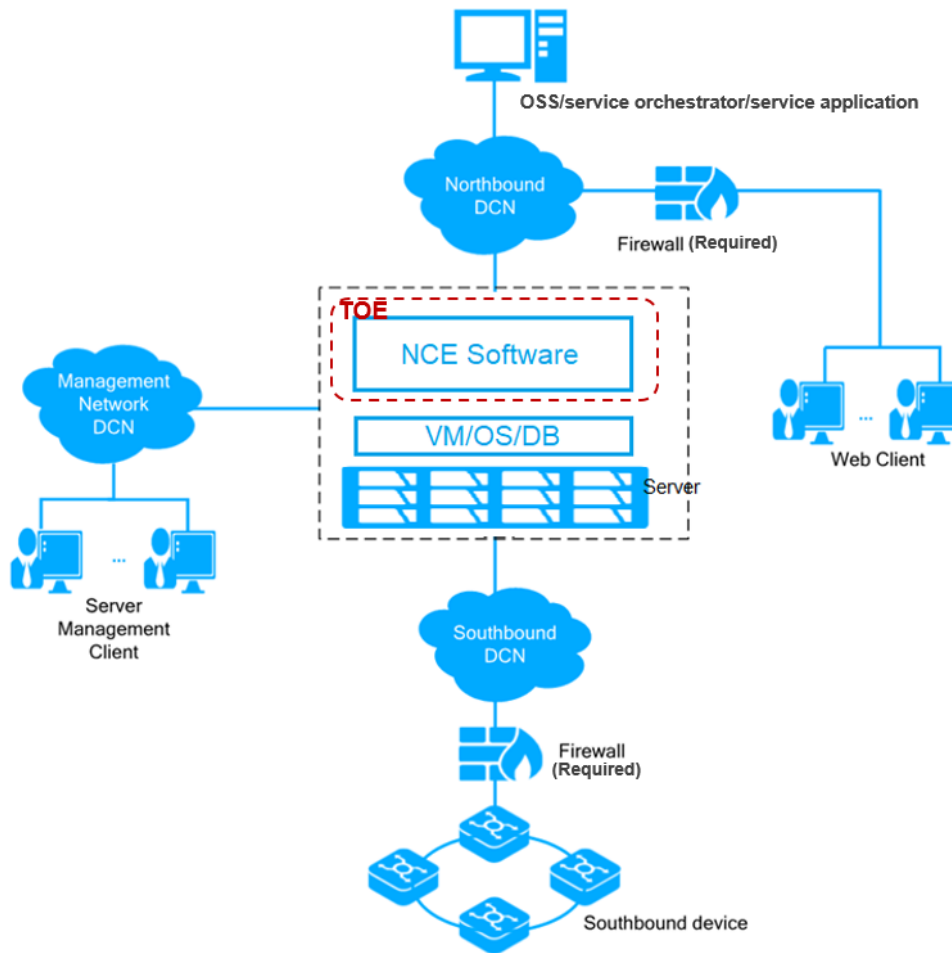 OSS/service orchestrator/service application
Northbound
DCN
Firewall (Required)
TOE
NCE Software
Management
Network
DCN
VM/OS/DB
Server
...
Web Client
...
Server
Management
Client
Southbound
DCN
Firewall
(Required)
Southbound device